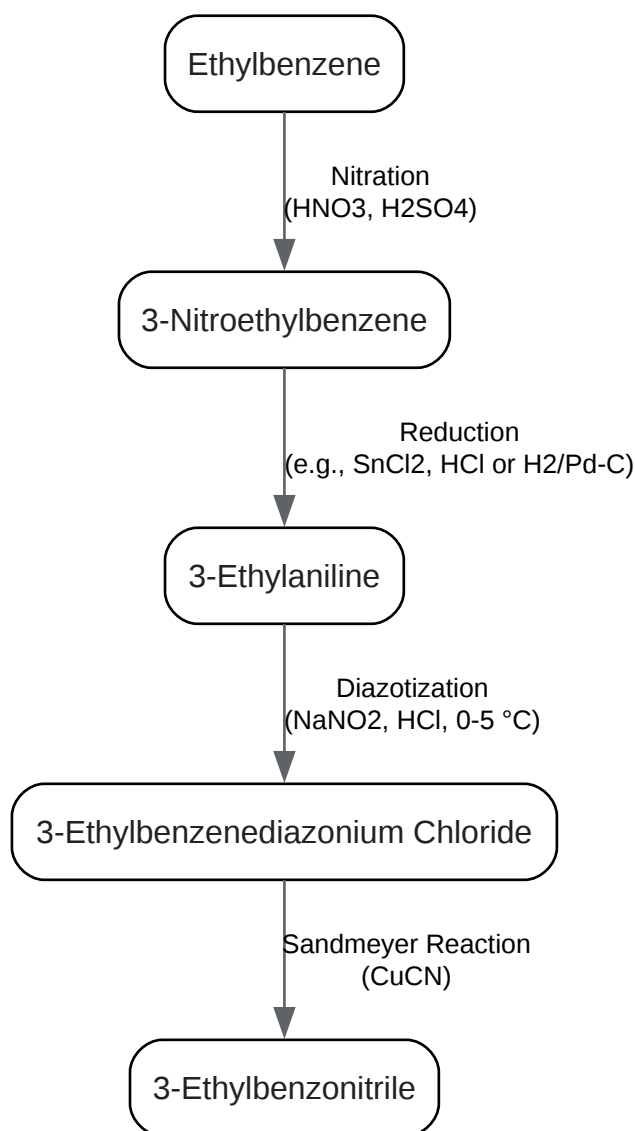 Ethylbenzene
Nitration
(HNO3, H2SO4)
3-Nitroethylbenzene
Reduction
(e.g., SnCl2, HCl or H2/Pd-C)
3-Ethylaniline
Diazotization
(NaNO2, HCl, 0-5 °C)
3-Ethylbenzenediazonium Chloride
Sandmeyer Reaction
(CuCN)
3-Ethylbenzonitrile